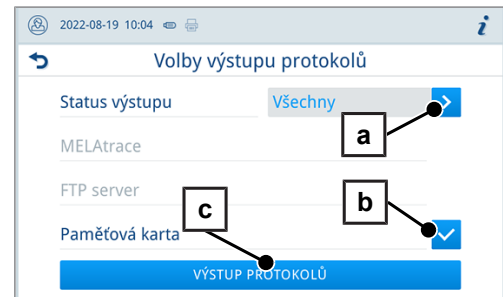 2022-08-19 10:04
i
Volby výstupu protokolů
Status výstupu Všechny
a
MELAtrace
FTP server
b
c
Paměťová karta
VÝSTUP PROTOKOLŮ